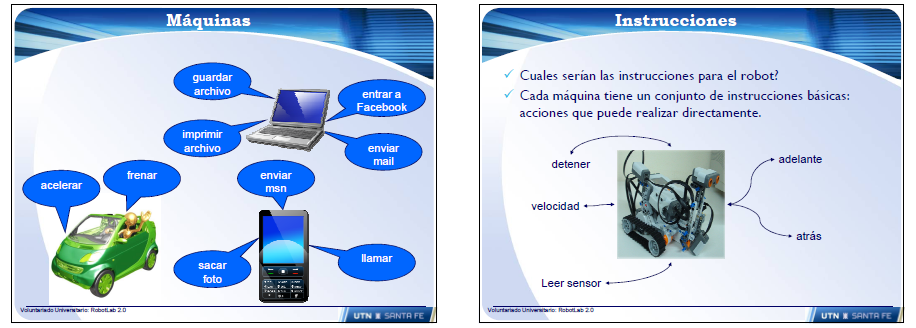 Máquinas
guardar
archivo
entrar a
Facebook
imprimir
archivo
enviar
mail
acelerar
frenar
enviar
msn
sacar
foto
llamar
Voluntariado Universitario: RobotLab 2.0
UTN SANTA FE
Instrucciones
✓ Cuales serían las instrucciones para el robot?
✓ Cada máquina tiene un conjunto de instrucciones básicas:
acciones que puede realizar directamente.
detener
adelante
velocidad
atrás
Leer sensor
Voluntariado Universitario: RobotLab 2.0
UTN SANTA FE